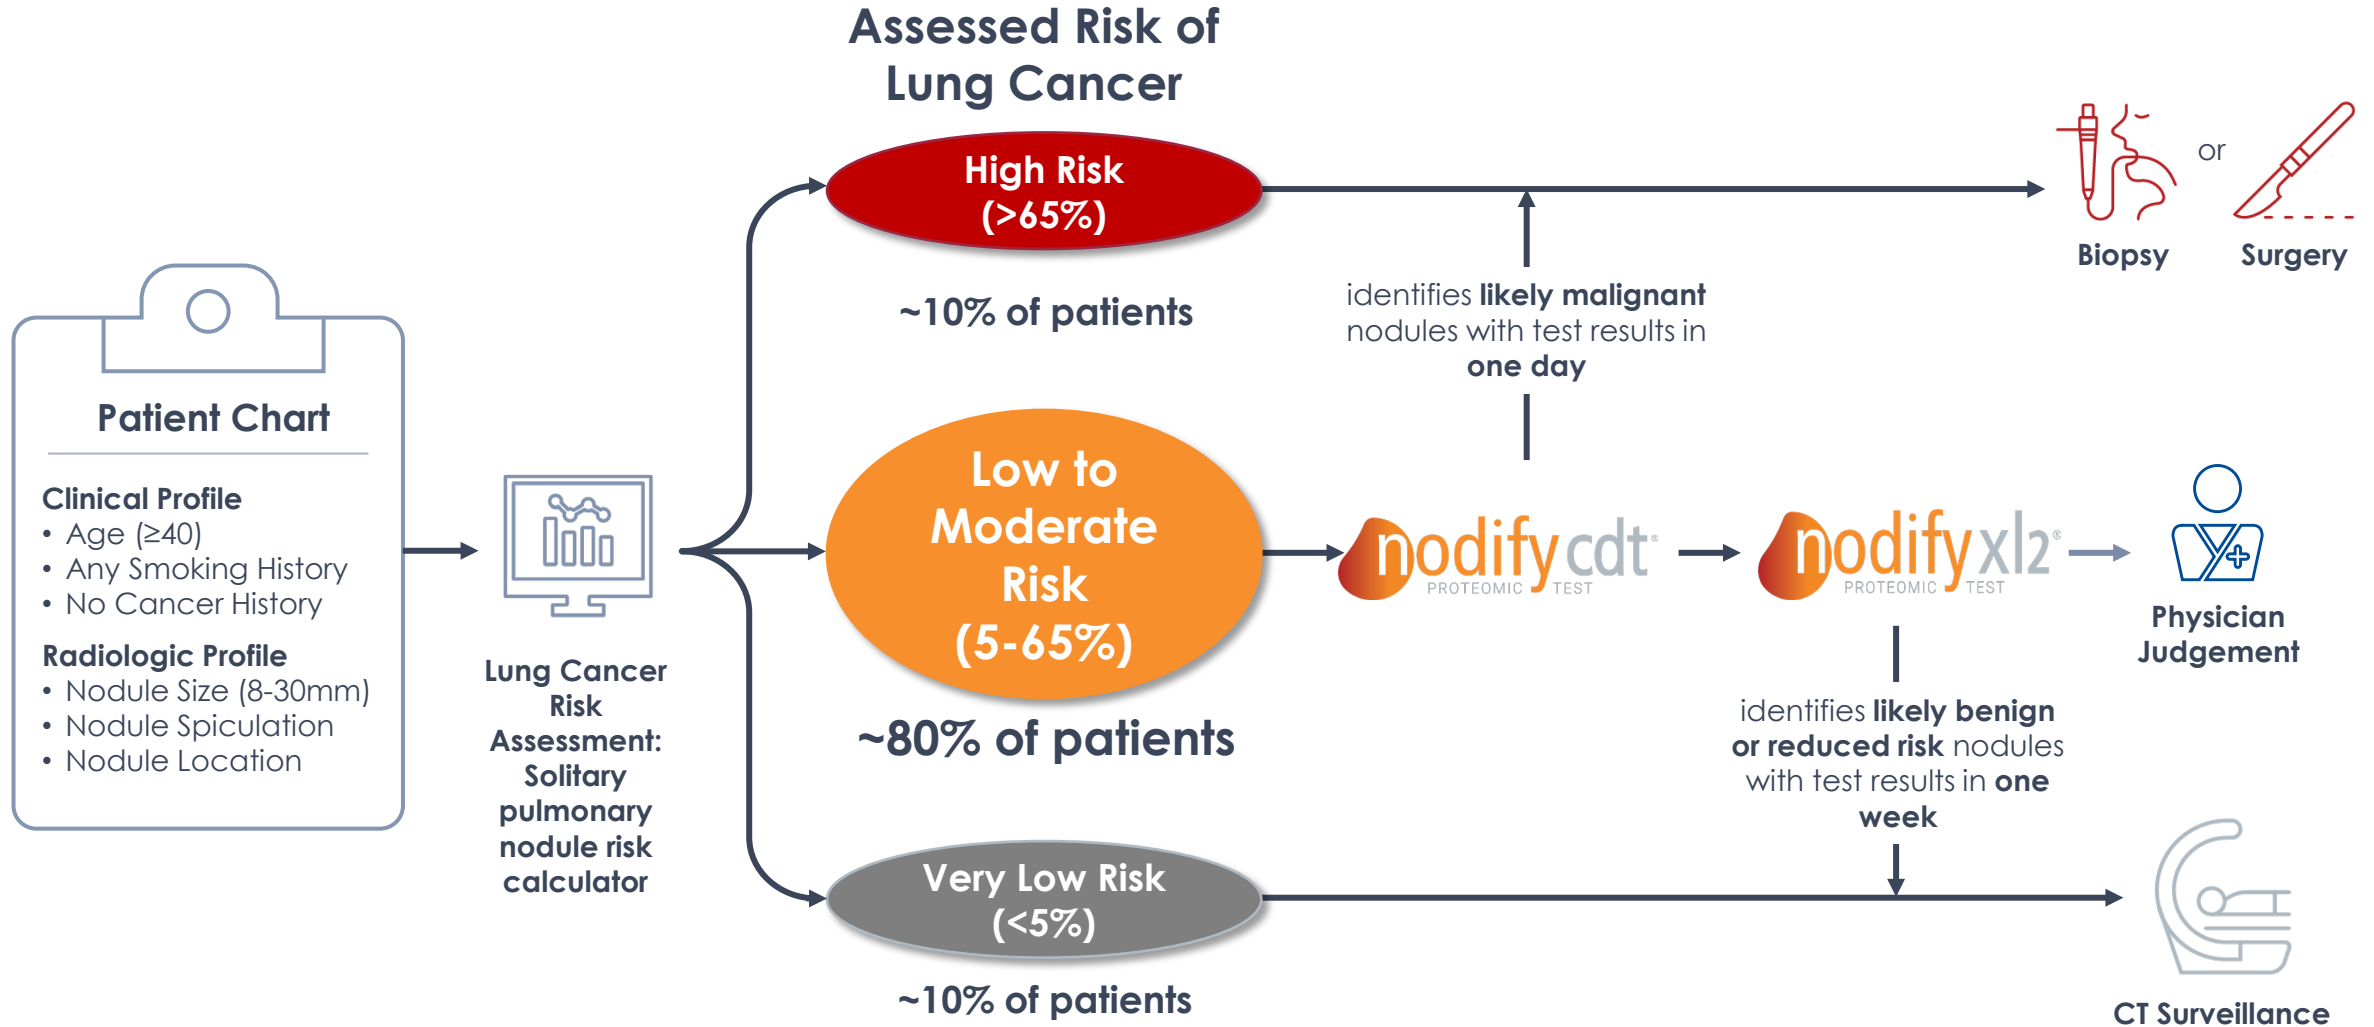 Assessed Risk of
Lung Cancer
Patient Chart
Clinical Profile
• Age (≥40)
• Any Smoking History
• No Cancer History
Radiologic Profile
• Nodule Size (8-30mm)
• Nodule Spiculation
• Nodule Location
Lung Cancer
Risk
Assessment:
Solitary
pulmonary
nodule risk
calculator
High Risk
(>65%)
~10% of patients
Low to
Moderate
Risk
(5-65%)
~80% of patients
Very Low Risk
(<5%)
~10% of patients
identifies likely malignant
nodules with test results in
one day
nodify cdt®
PROTEOMIC TEST
nodify xl2®
PROTEOMIC TEST
identifies likely benign
or reduced risk nodules
with test results in one
week
or
Biopsy
Surgery
Physician
Judgement
CT Surveillance